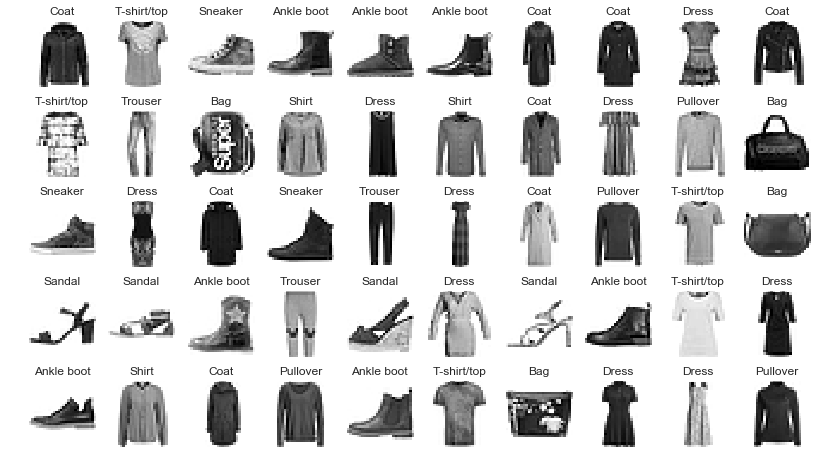 Coat T-shirt/top Sneaker Ankle boot Ankle boot Ankle boot Coat Coat Dress Coat
T-shirt/top Trouser Bag Shirt Dress Shirt Coat Dress Pullover Bag
Super
Sneaker Dress Coat Sneaker Trouser Dress Coat Pullover T-shirt/top Bag
Sandal Sandal Ankle boot Trouser Sandal Dress Sandal Ankle boot T-shirt/top Dress
Ankle boot Shirt Coat Pullover Ankle boot T-shirt/top Bag Dress Dress Pullover